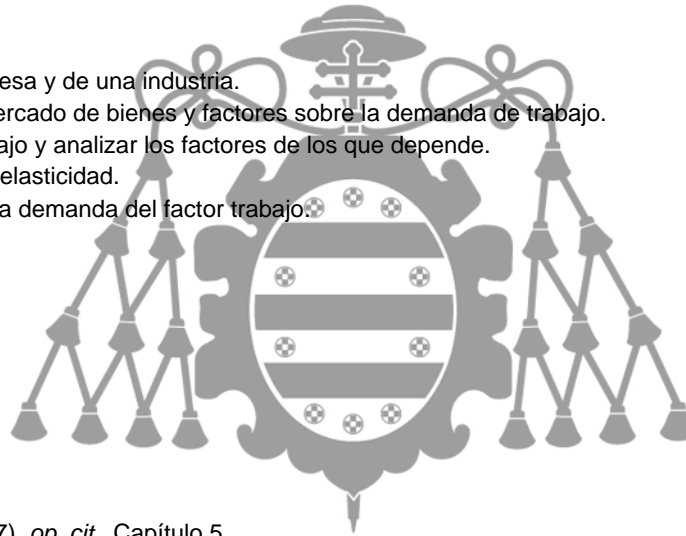 esa y de una industria.
ercado de bienes y factores sobre la demanda de trabajo.
ajo y analizar los factores de los que depende.
elasticidad.
a demanda del factor trabajo.
7), op. cit., Capítulo 5.